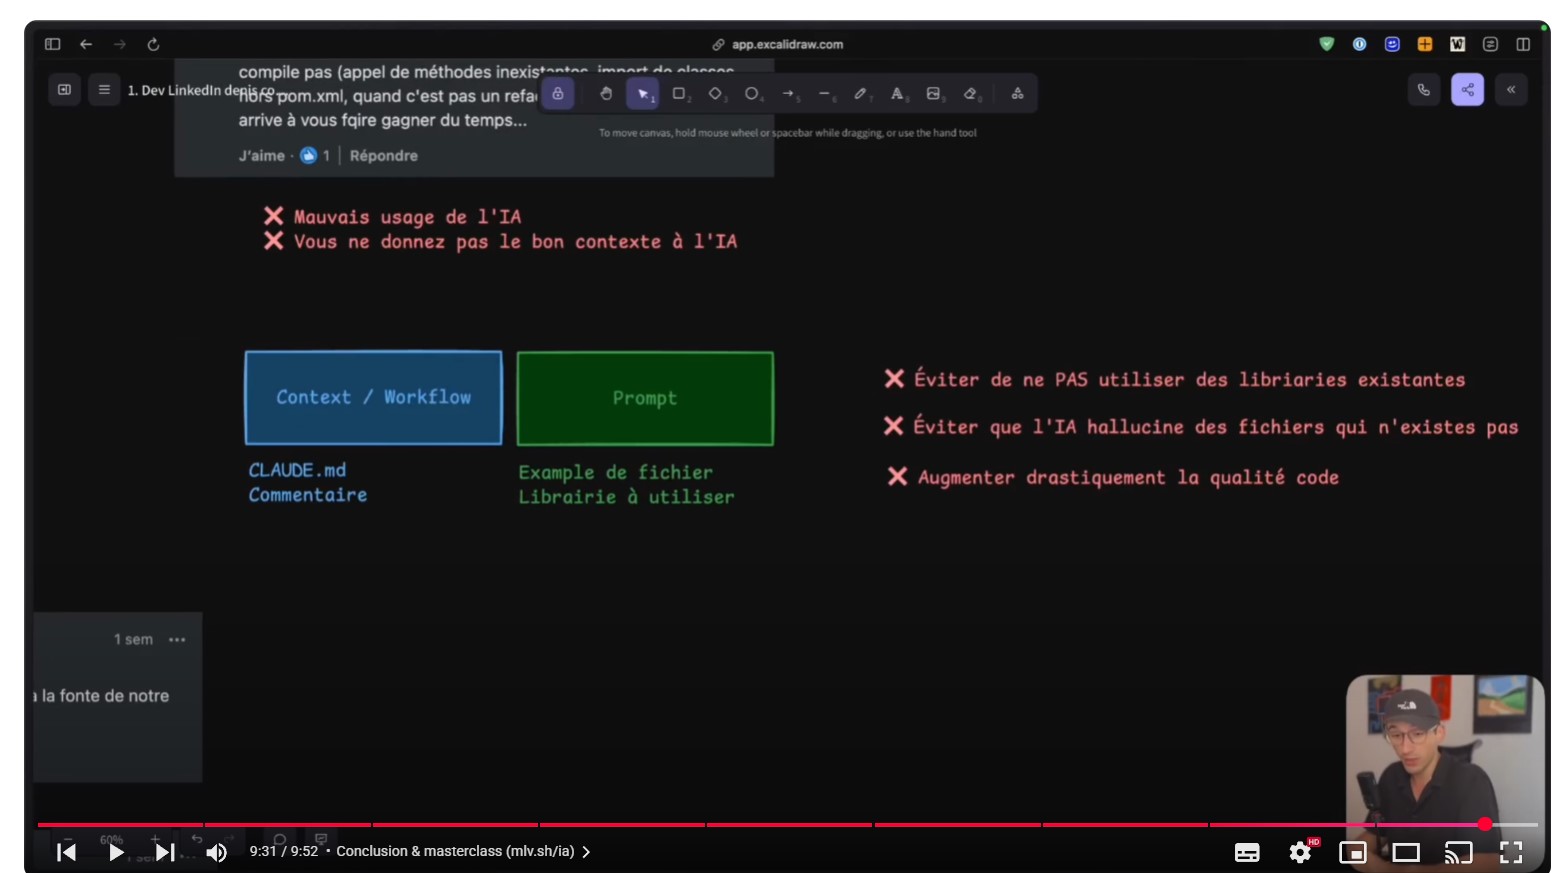 app.excalidraw.com
1. Dev LinkedIn denis co...
compile pas (appel de méthodes inexistantes, import de classes
hors pom.xml, quand c'est pas un refa
arrive à vous fqire gagner du temps...
To move canvas, hold mouse wheel or spacebar while dragging, or use the hand tool
J'aime · 1 | Répondre
❌ Mauvais usage de l'IA
❌ Vous ne donnez pas le bon contexte à l'IA
Context / Workflow
Prompt
CLAUDE.md
Commentaire
Example de fichier
Librairie à utiliser
❌ Éviter de ne PAS utiliser des libriaries existantes
❌ Éviter que l'IA hallucine des fichiers qui n'existes pas
❌ Augmenter drastiquement la qualité code
1 sem
à la fonte de notre
60%
9:31 / 9:52 • Conclusion & masterclass (mlv.sh/ia)
HD